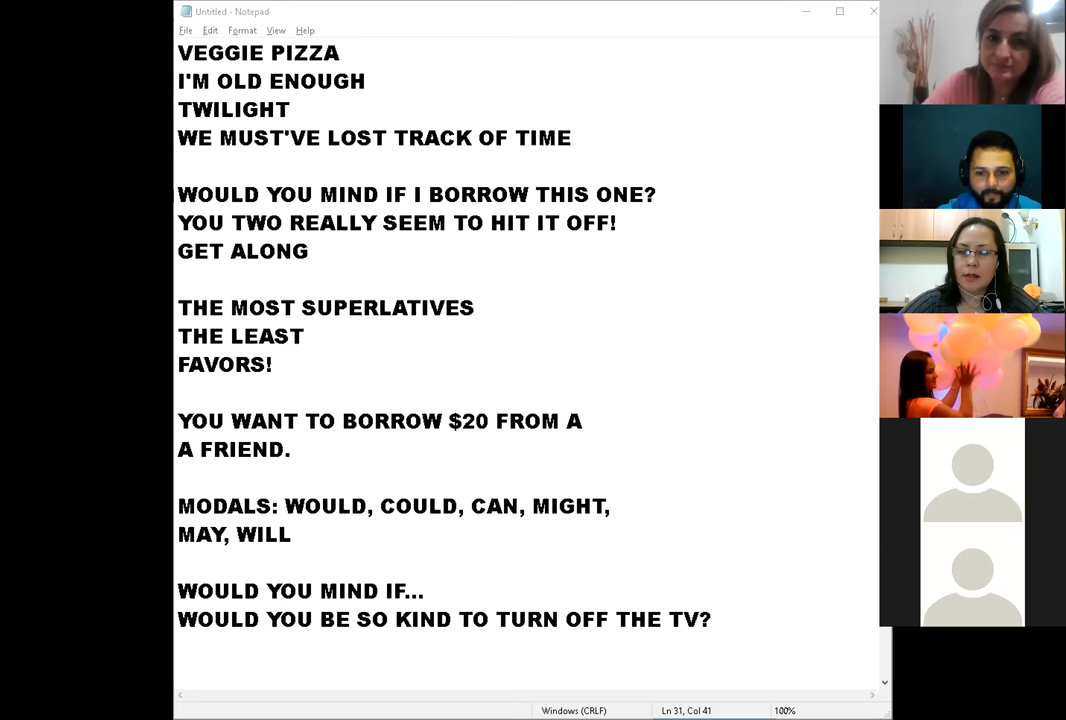 Untitled - Notepad
File Edit Format View Help
VEGGIE PIZZA
I'M OLD ENOUGH
TWILIGHT
WE MUST'VE LOST TRACK OF TIME
WOULD YOU MIND IF I BORROW THIS ONE?
YOU TWO REALLY SEEM TO HIT IT OFF!
GET ALONG
THE MOST SUPERLATIVES
THE LEAST
FAVORS!
YOU WANT TO BORROW $20 FROM A
A FRIEND.
MODALS: WOULD, COULD, CAN, MIGHT,
MAY, WILL
WOULD YOU MIND IF...
WOULD YOU BE SO KIND TO TURN OFF THE TV?
Windows (CRLF) Ln 31, Col 41 100%